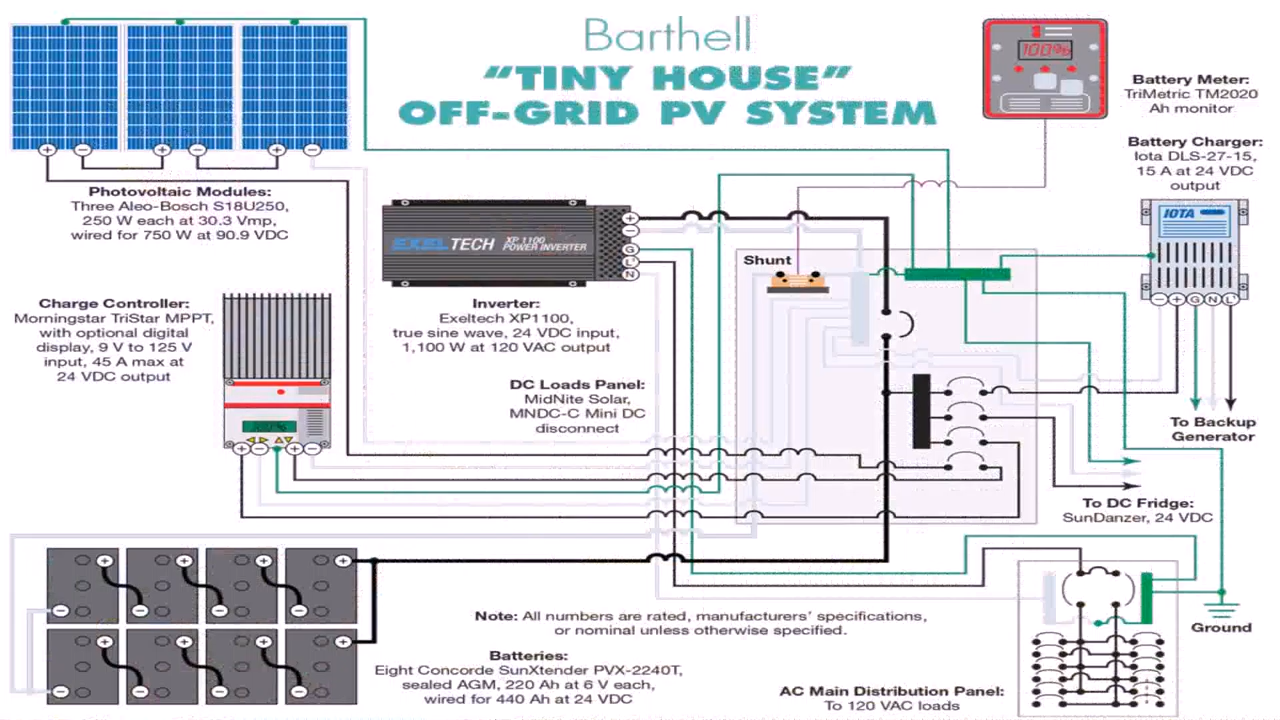 Barthell
"TINY HOUSE"
OFF-GRID PV SYSTEM
100%
Battery Meter:
TriMetric TM2020
Ah monitor
Battery Charger:
Iota DLS-27-15,
15 A at 24 VDC
output
IOTA
Photovoltaic Modules:
Three Aleo-Bosch S18U250,
250 W each at 30.3 Vmp,
wired for 750 W at 90.9 VDC
EXELTECH XP1100
POWER INVERTER
+
−
G
L¹
N
Shunt
− + G N L¹
Inverter:
Exeltech XP1100,
true sine wave, 24 VDC input,
1,100 W at 120 VAC output
Charge Controller:
Morningstar TriStar MPPT,
with optional digital
display, 9 V to 125 V
input, 45 A max at
24 VDC output
100%
DC Loads Panel:
MidNite Solar,
MNDC-C Mini DC
disconnect
To Backup
Generator
To DC Fridge:
SunDanzer, 24 VDC
Ground
Note: All numbers are rated, manufacturers' specifications,
or nominal unless otherwise specified.
Batteries:
Eight Concorde SunXtender PVX-2240T,
sealed AGM, 220 Ah at 6 V each,
wired for 440 Ah at 24 VDC
AC Main Distribution Panel:
To 120 VAC loads